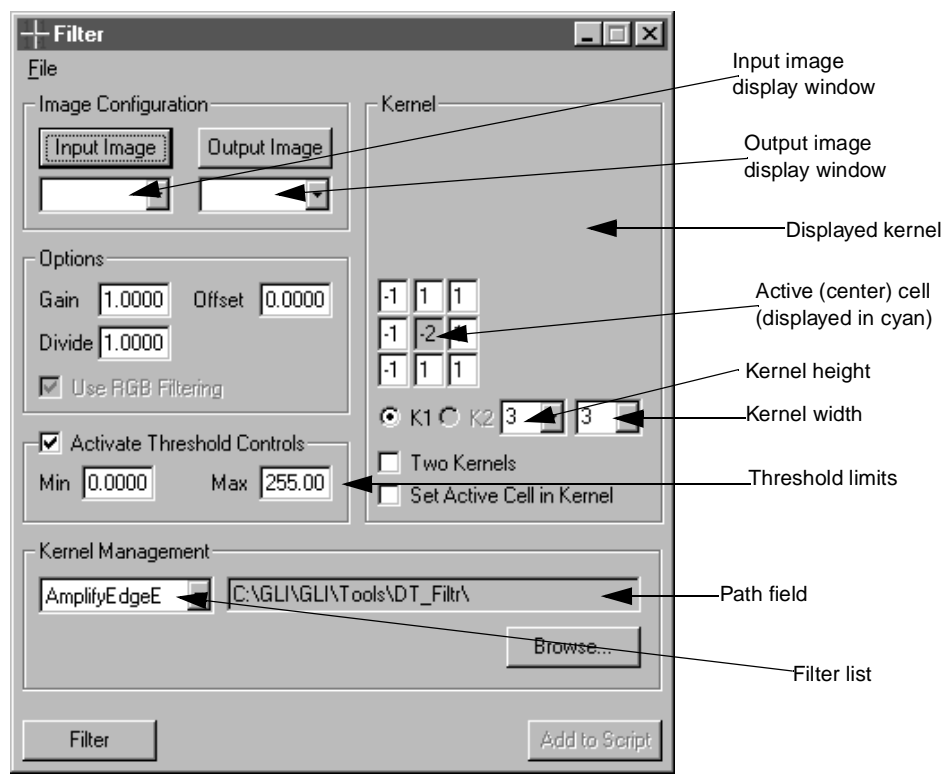 Filter
File
Image Configuration
Input Image
Output Image
Options
Gain 1.0000 Offset 0.0000
Divide 1.0000
Use RGB Filtering
Activate Threshold Controls
Min 0.0000 Max 255.00
Kernel
-1 1 1
-1 -2
-1 1 1
K1 K2 3 3
Two Kernels
Set Active Cell in Kernel
Kernel Management
AmplifyEdgeE
C:\GLI\GLI\Tools\DT_Filtr\
Browse...
Filter
Add to Script
Input image
display window
Output image
display window
Displayed kernel
Active (center) cell
(displayed in cyan)
Kernel height
Kernel width
Threshold limits
Path field
Filter list